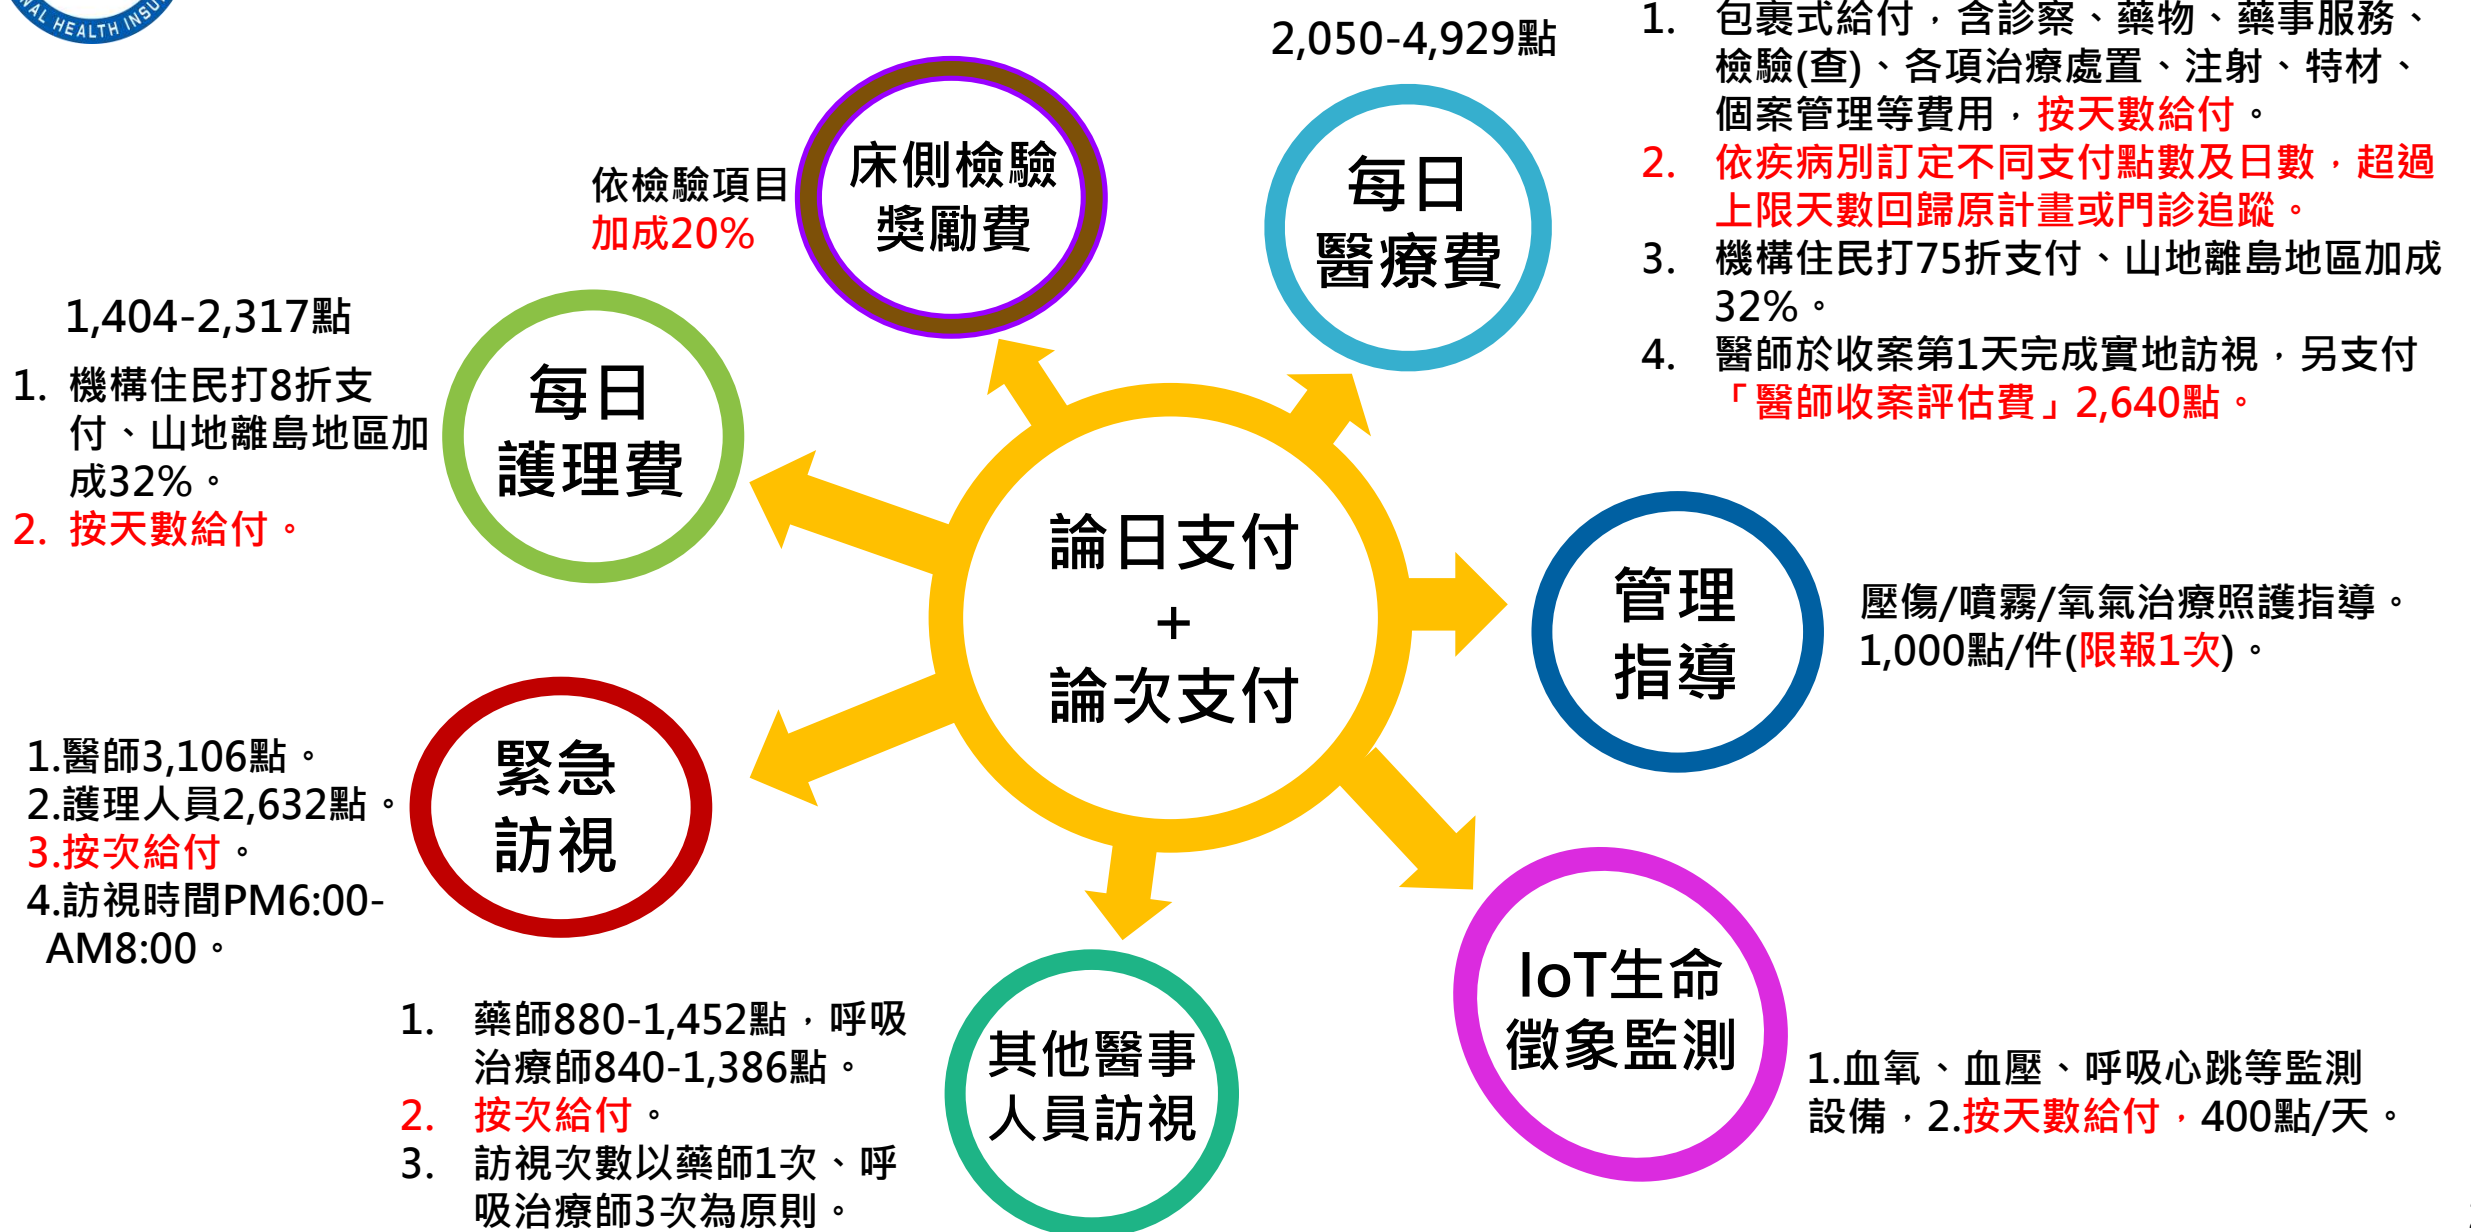 NAL HEALTH INSU
2,050-4,929點
1. 包裹式給付，含診察、藥物、藥事服務、
檢驗(查)、各項治療處置、注射、特材、
個案管理等費用，按天數給付。
2. 依疾病別訂定不同支付點數及日數，超過
上限天數回歸原計畫或門診追蹤。
3. 機構住民打75折支付、山地離島地區加成
32%。
4. 醫師於收案第1天完成實地訪視，另支付
「醫師收案評估費」2,640點。
每日
醫療費
床側檢驗
獎勵費
依檢驗項目
加成20%
1,404-2,317點
1. 機構住民打8折支
付、山地離島地區加
成32%。
2. 按天數給付。
每日
護理費
論日支付
+
論次支付
管理
指導
壓傷/噴霧/氧氣治療照護指導。
1,000點/件(限報1次)。
緊急
訪視
1.醫師3,106點。
2.護理人員2,632點。
3.按次給付。
4.訪視時間PM6:00-
AM8:00。
其他醫事
人員訪視
1. 藥師880-1,452點，呼吸
治療師840-1,386點。
2. 按次給付。
3. 訪視次數以藥師1次、呼
吸治療師3次為原則。
IoT生命
徵象監測
1.血氧、血壓、呼吸心跳等監測
設備，2.按天數給付，400點/天。